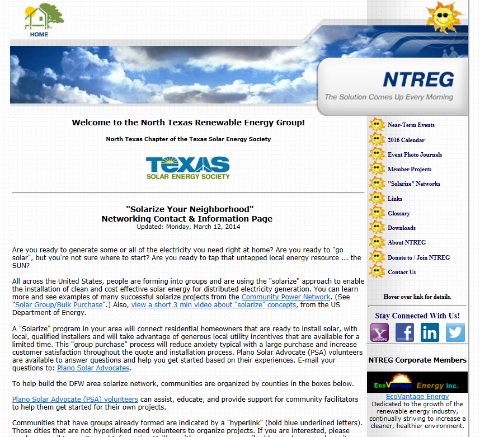 HOME
NTREG
The Solution Comes Up Every Morning
Welcome to the North Texas Renewable Energy Group!
North Texas Chapter of the Texas Solar Energy Society
TEXAS
SOLAR ENERGY SOCIETY
"Solarize Your Neighborhood"
Networking Contact & Information Page
Updated: Monday, March 12, 2014
Are you ready to generate some or all of the electricity you need right at home? Are you ready to "go
solar", but you're not sure where to start? Are you ready to tap that untapped local energy resource ... the
SUN?
All across the United States, people are forming into groups and are using the "solarize" approach to enable
the installation of clean and cost effective solar energy for distributed electricity generation. You can learn
more and see examples of many successful solarize projects from the Community Power Network. (See
"Solar Group/Bulk Purchase".) Also, view a short 3 min video about "solarize" concepts, from the US
Department of Energy.
A "Solarize" program in your area will connect residential homeowners that are ready to install solar, with
local, qualified installers and will take advantage of generous local utility incentives that are available for a
limited time. This "group purchase" process will reduce anxiety typical with a large purchase and increase
customer satisfaction throughout the quote and installation process. Plano Solar Advocate (PSA) volunteers
are available to answer questions and help you get started based on their experiences. E-mail your
questions to: Plano Solar Advocates.
To help build the DFW area solarize network, communities are organized by counties in the boxes below.
Plano Solar Advocate (PSA) volunteers can assist, educate, and provide support for community facilitators
to help them get started for their own projects.
Communities that have groups already formed are indicated by a "hyperlink" (bold blue underlined letters).
Those cities that are not hyperlinked need volunteers to organize projects. If you are interested, please
Near-Term Events
2016 Calendar
Event Photo Journals
Member Projects
"Solarize" Networks
Links
Glossary
Downloads
About NTREG
Donate to / Join NTREG
Contact Us
Hover over link for details.
Stay Connected With Us!
NTREG Corporate Members
EcoVantage Energy Inc.
EcoVantage Energy
Dedicated to the growth of the
renewable energy industry,
continually striving to increase a
cleaner, healthier environment.